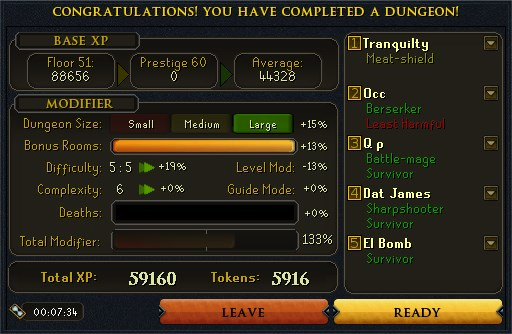 CONGRATULATIONS! YOU HAVE COMPLETED A DUNGEON!
BASE XP
Floor 51:
88656
Prestige 60
0
Average:
44328
MODIFIER
Dungeon Size: Small Medium Large +15%
Bonus Rooms: +13%
Difficulty: 5 : 5 +19% Level Mod: -13%
Complexity: 6 +0% Guide Mode: +0%
Deaths: +0%
Total Modifier: 133%
Total XP: 59160 Tokens: 5916
00:07:34
LEAVE
READY
1 Tranquility
Meat-shield
2 Occ
Berserker
Least Harmful
3 Q p
Battle-mage
Survivor
4 Dat James
Sharpshooter
Survivor
5 El Bomb
Survivor